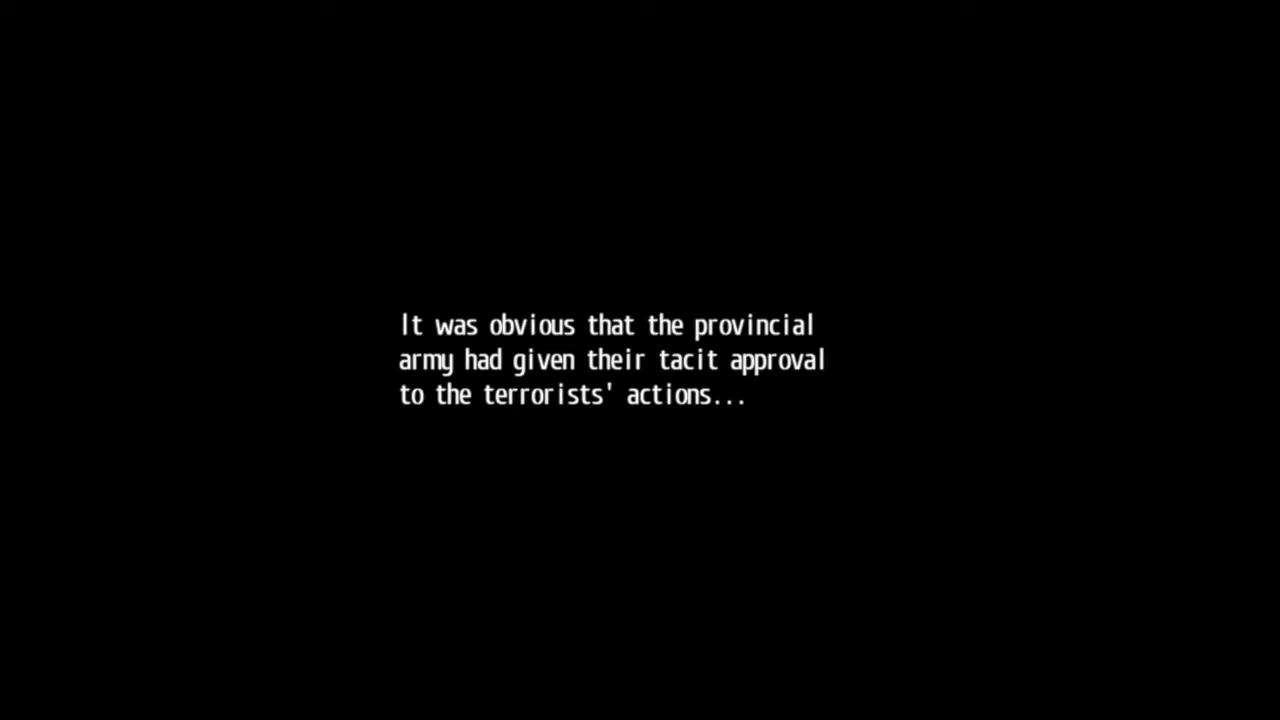 It was obvious that the provincial
army had given their tacit approval
to the terrorists' actions...